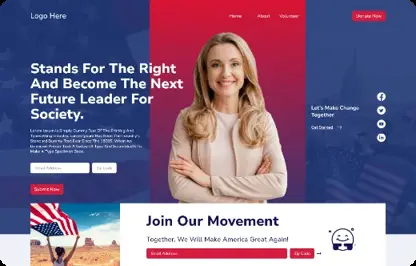 Logo Here
Home About Volunteer
Donate Now
Stands For The Right
And Become The Next
Future Leader For
Society.
Let's Make Change
Together
Get Started
Email Address
Zip Code
Submit Now
Join Our Movement
Together, We Will Make America Great Again!
Email Address
Zip Code